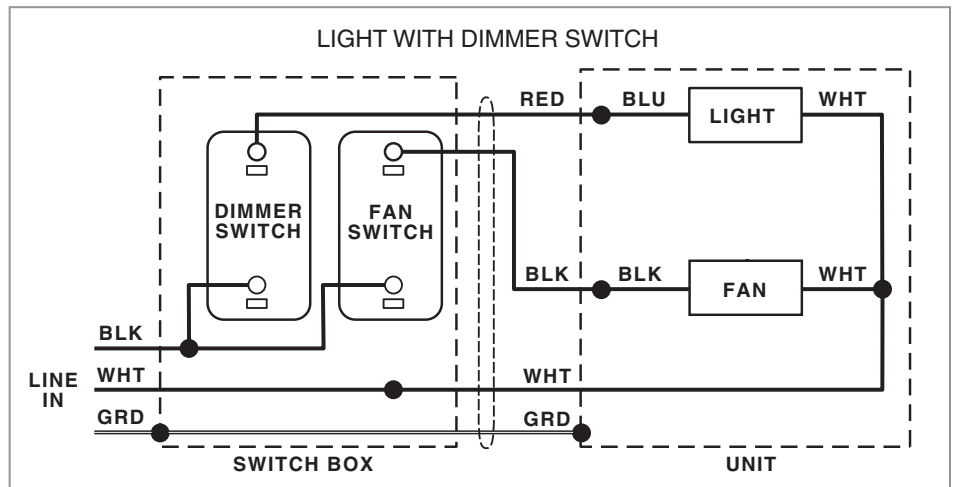 LIGHT WITH DIMMER SWITCH
RED
BLU
LIGHT
WHT
DIMMER
SWITCH
FAN
SWITCH
BLK
BLK
FAN
WHT
BLK
LINE
IN
WHT
WHT
GRD
GRD
SWITCH BOX
UNIT